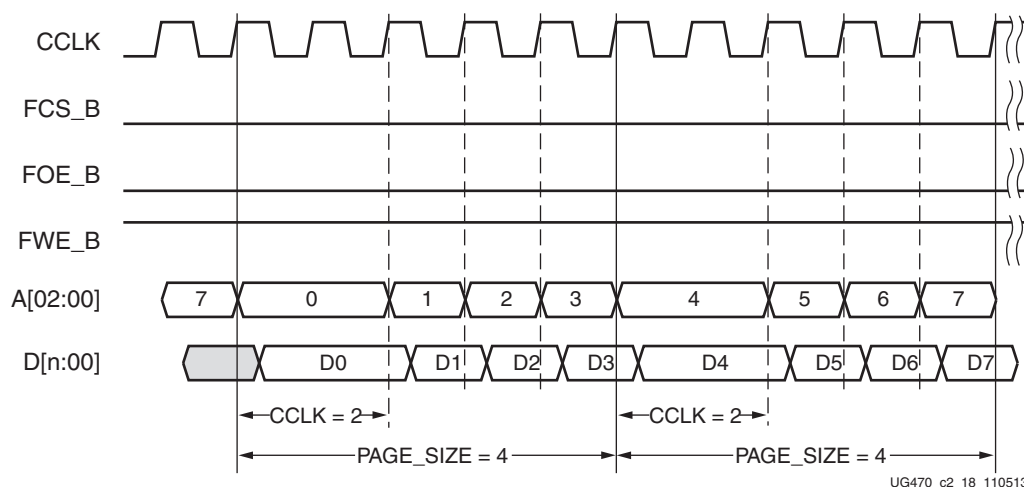 CCLK
FCS_B
FOE_B
FWE_B
A[02:00] 7 0 1 2 3 4 5 6 7
D[n:00] D0 D1 D2 D3 D4 D5 D6 D7
CCLK = 2 CCLK = 2
PAGE_SIZE = 4 PAGE_SIZE = 4
UG470_c2_18_110513